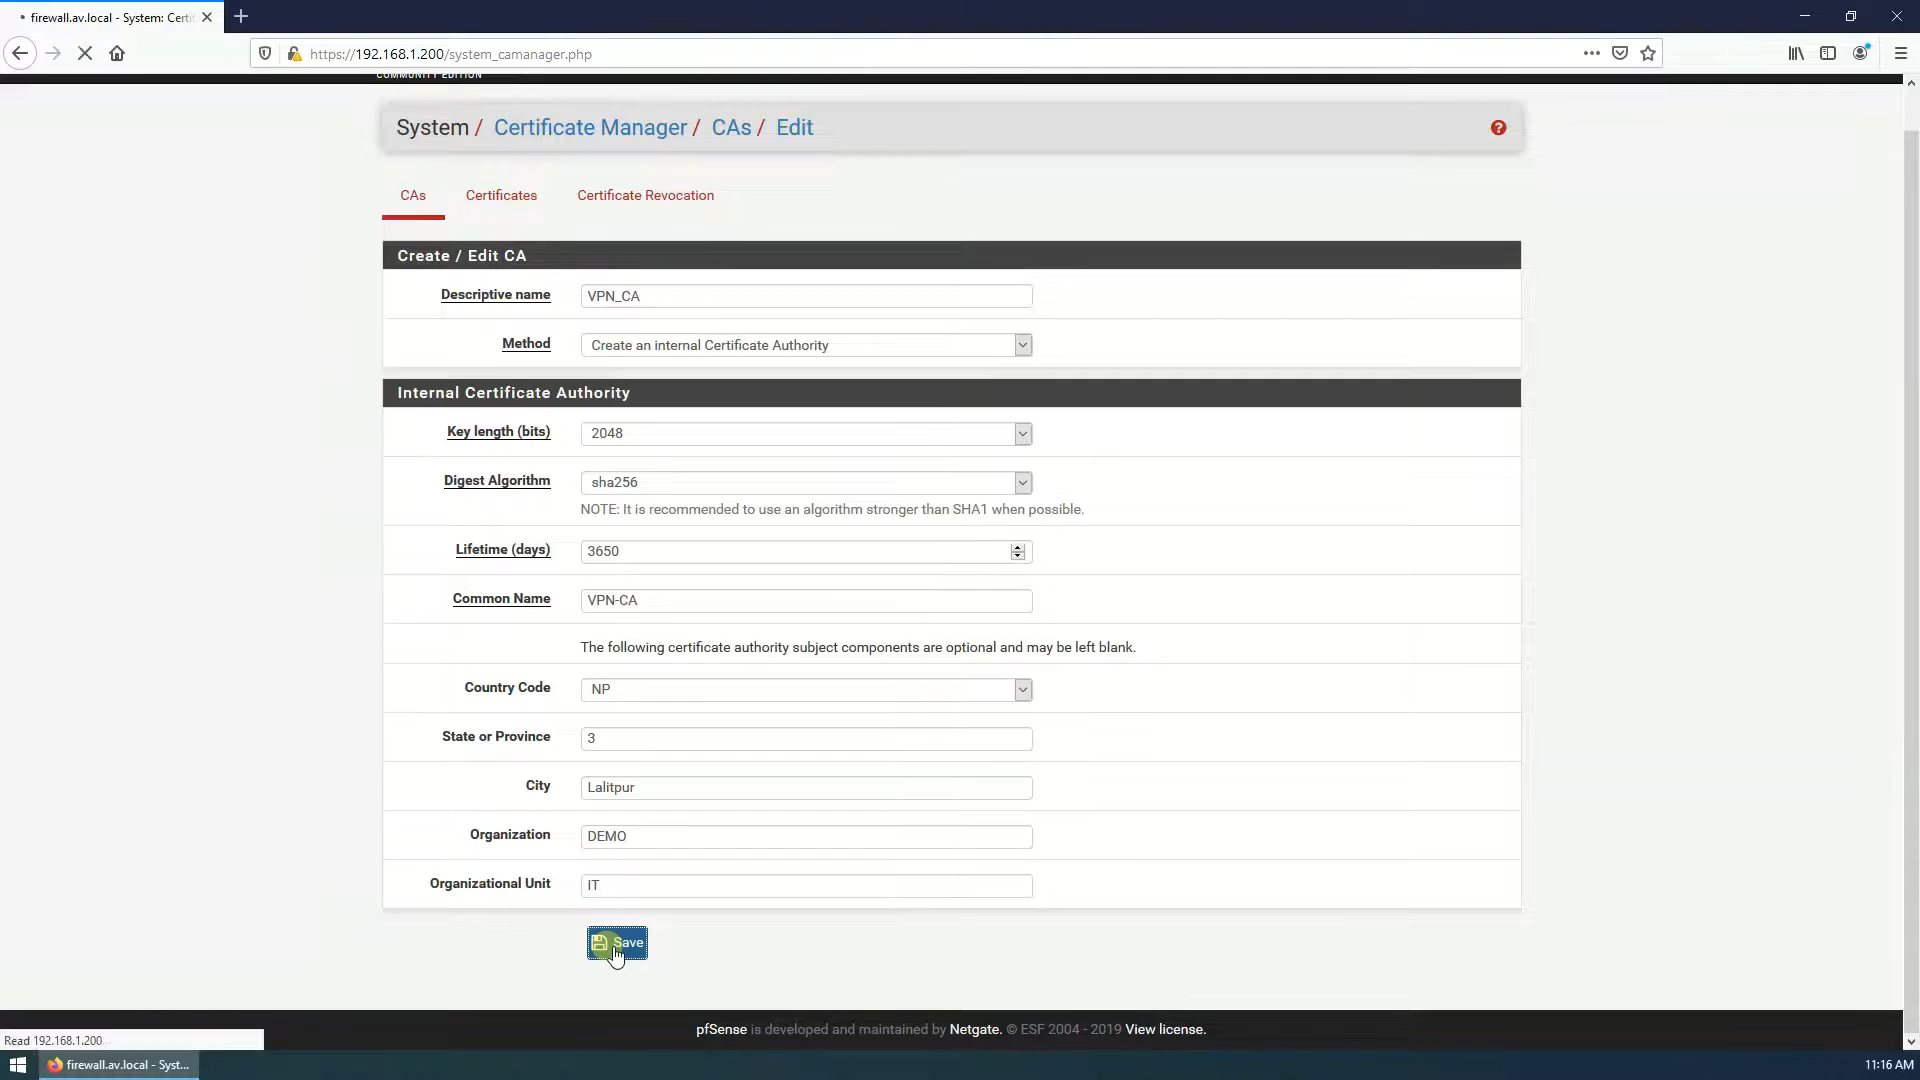 firewall.av.local - System: Certif
https://192.168.1.200/system_camanager.php
COMMUNITY EDITION
System / Certificate Manager / CAs / Edit
CAs Certificates Certificate Revocation
Create / Edit CA
Descriptive name VPN_CA
Method Create an internal Certificate Authority
Internal Certificate Authority
Key length (bits) 2048
Digest Algorithm sha256
NOTE: It is recommended to use an algorithm stronger than SHA1 when possible.
Lifetime (days) 3650
Common Name VPN-CA
The following certificate authority subject components are optional and may be left blank.
Country Code NP
State or Province 3
City Lalitpur
Organization DEMO
Organizational Unit IT
Save
pfSense is developed and maintained by Netgate. © ESF 2004 - 2019 View license.
Read 192.168.1.200...
firewall.av.local - Syst... 11:16 AM